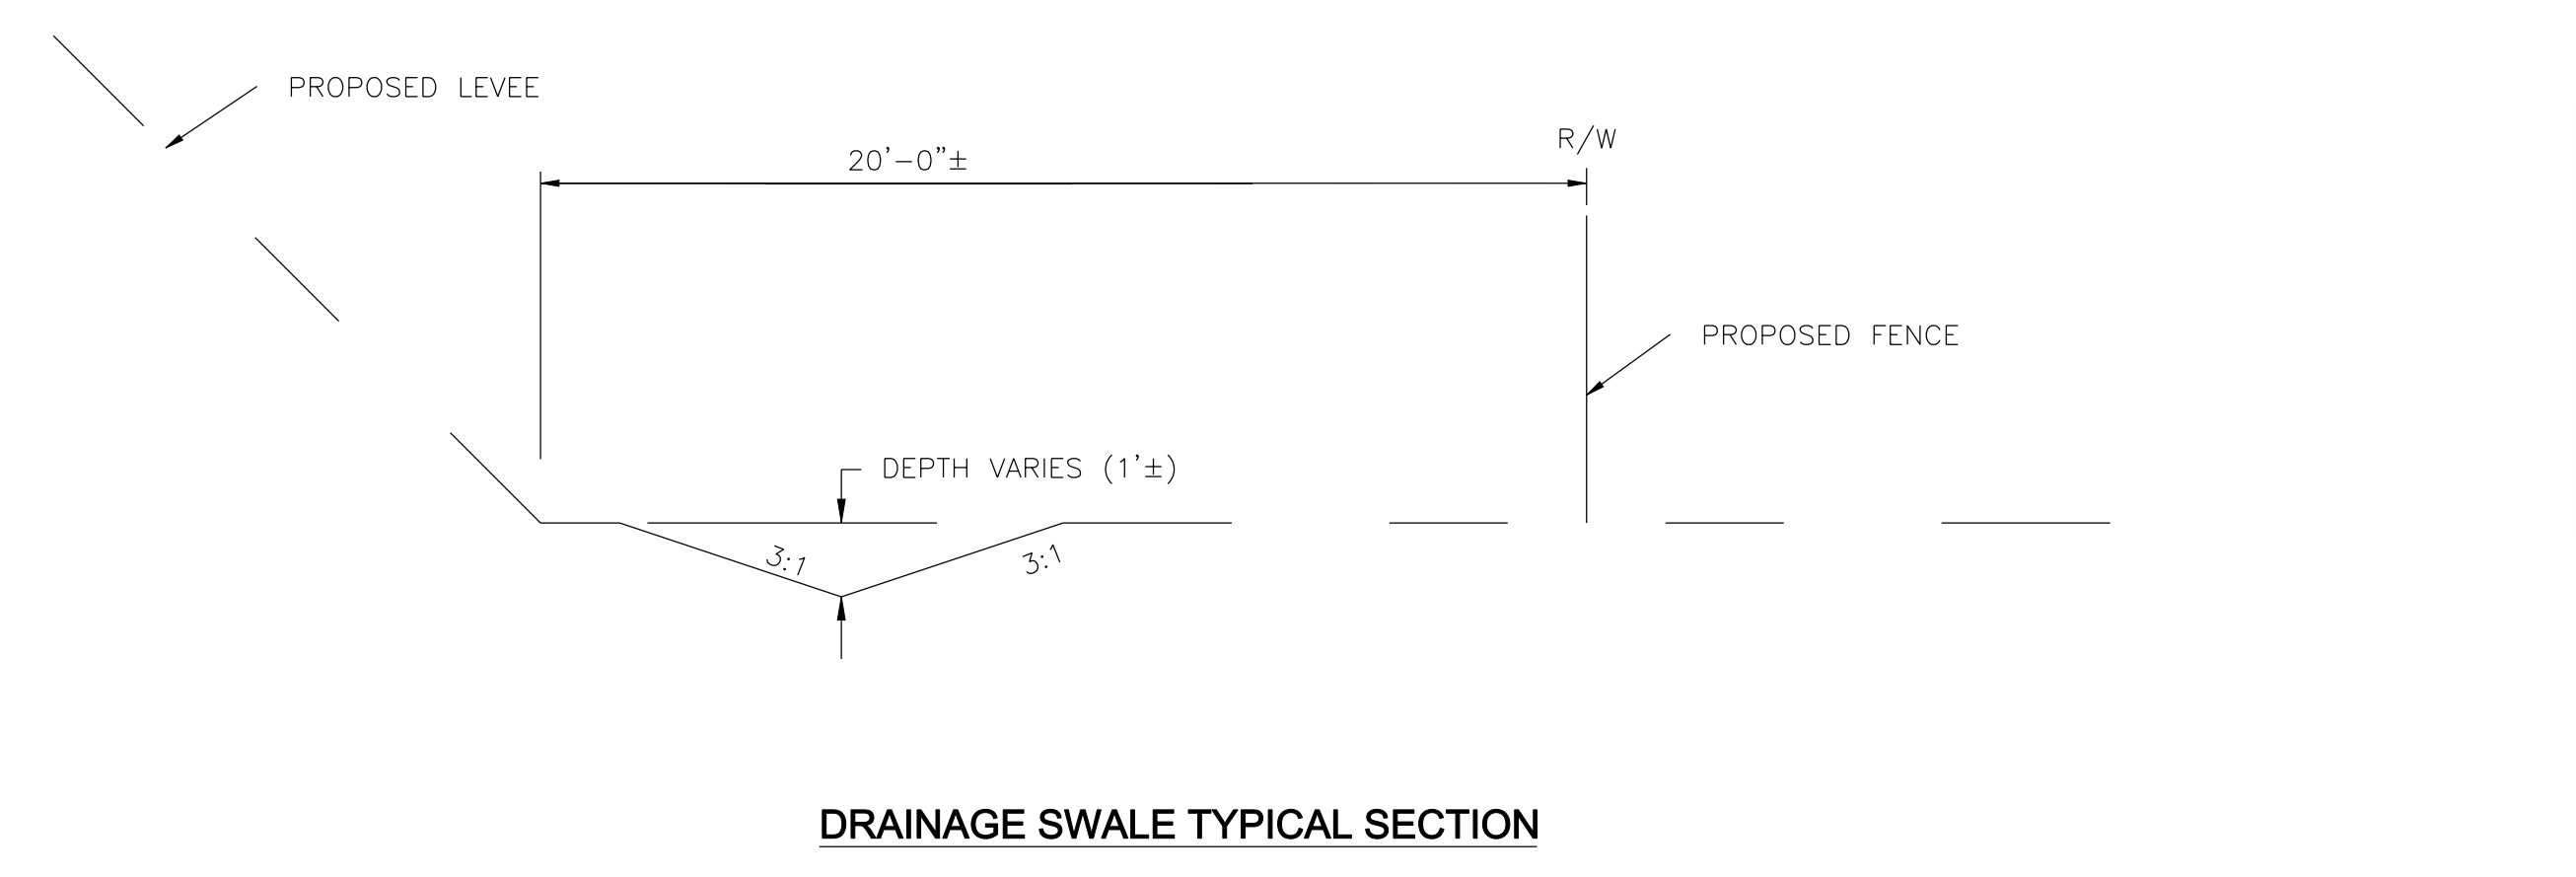 PROPOSED LEVEE
R/W
20'-0"±
PROPOSED FENCE
DEPTH VARIES (1'±)
3:1
3:1
DRAINAGE SWALE TYPICAL SECTION